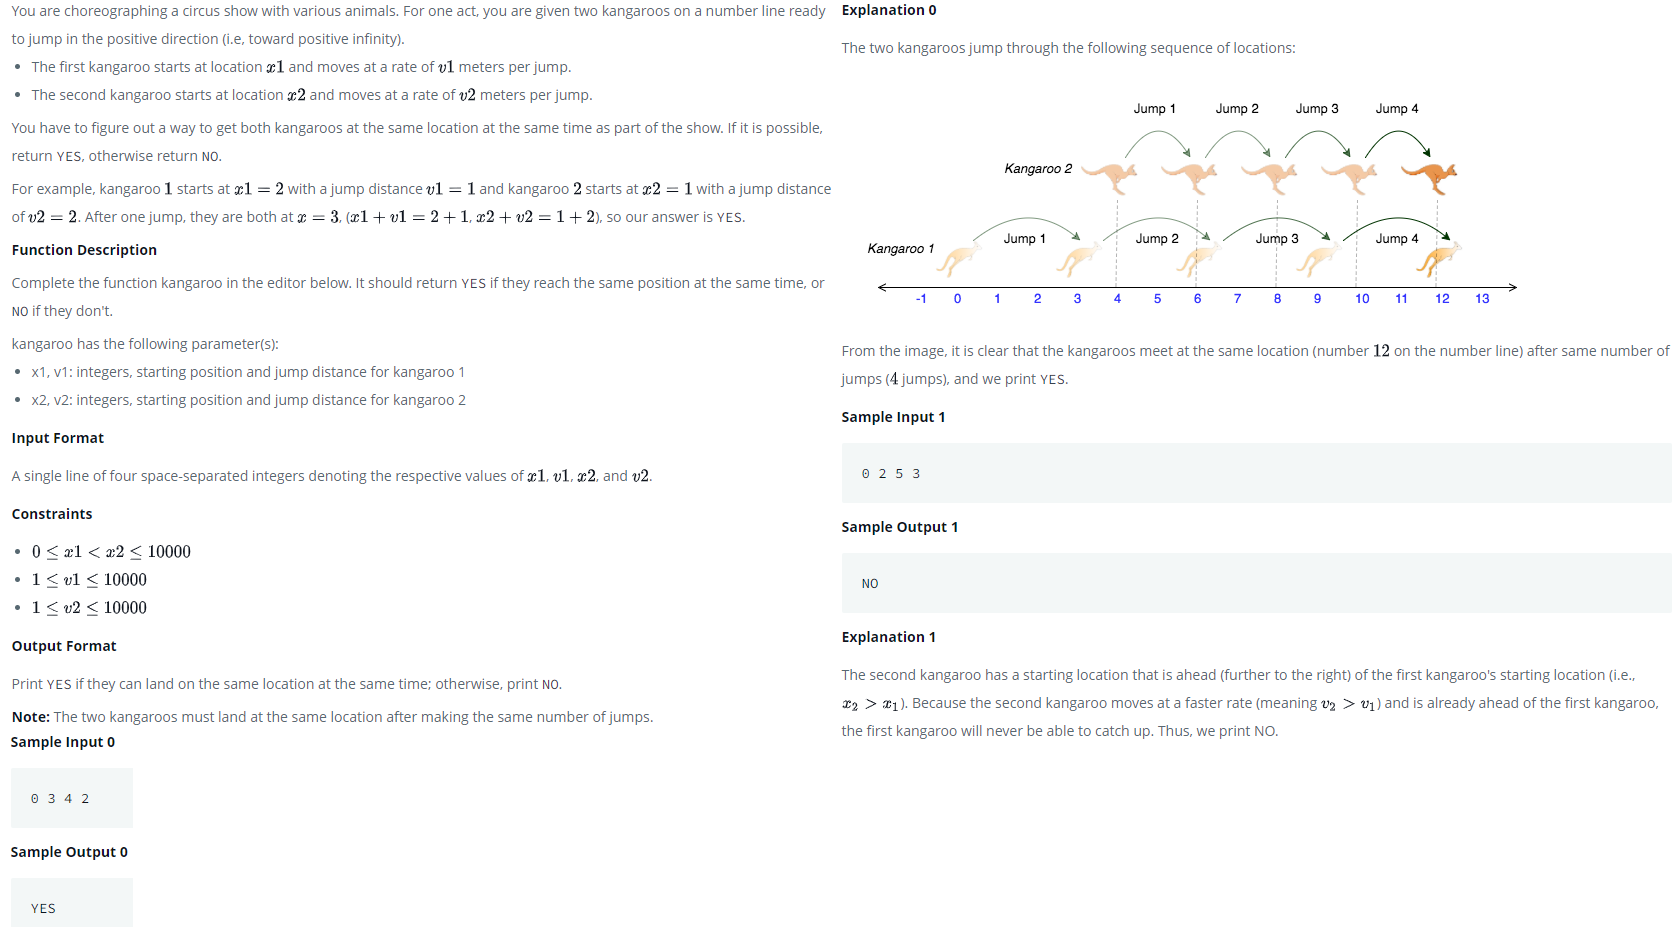 You are choreographing a circus show with various animals. For one act, you are given two kangaroos on a number line ready
to jump in the positive direction (i.e, toward positive infinity).
• The first kangaroo starts at location x1 and moves at a rate of v1 meters per jump.
• The second kangaroo starts at location x2 and moves at a rate of v2 meters per jump.
You have to figure out a way to get both kangaroos at the same location at the same time as part of the show. If it is possible,
return YES, otherwise return NO.
For example, kangaroo 1 starts at x1 = 2 with a jump distance v1 = 1 and kangaroo 2 starts at x2 = 1 with a jump distance
of v2 = 2. After one jump, they are both at x = 3, (x1 + v1 = 2 + 1, x2 + v2 = 1 + 2), so our answer is YES.
Function Description
Complete the function kangaroo in the editor below. It should return YES if they reach the same position at the same time, or
NO if they don't.
kangaroo has the following parameter(s):
• x1, v1: integers, starting position and jump distance for kangaroo 1
• x2, v2: integers, starting position and jump distance for kangaroo 2
Input Format
A single line of four space-separated integers denoting the respective values of x1, v1, x2, and v2.
Constraints
• 0 ≤ x1 < x2 ≤ 10000
• 1 ≤ v1 ≤ 10000
• 1 ≤ v2 ≤ 10000
Output Format
Print YES if they can land on the same location at the same time; otherwise, print NO.
Note: The two kangaroos must land at the same location after making the same number of jumps.
Sample Input 0
0 3 4 2
Sample Output 0
YES
Explanation 0
The two kangaroos jump through the following sequence of locations:
Jump 1 Jump 2 Jump 3 Jump 4
Kangaroo 2
Jump 1 Jump 2 Jump 3 Jump 4
Kangaroo 1
-1 0 1 2 3 4 5 6 7 8 9 10 11 12 13
From the image, it is clear that the kangaroos meet at the same location (number 12 on the number line) after same number of
jumps (4 jumps), and we print YES.
Sample Input 1
0 2 5 3
Sample Output 1
NO
Explanation 1
The second kangaroo has a starting location that is ahead (further to the right) of the first kangaroo's starting location (i.e.,
x₂ > x₁). Because the second kangaroo moves at a faster rate (meaning v₂ > v₁) and is already ahead of the first kangaroo,
the first kangaroo will never be able to catch up. Thus, we print NO.